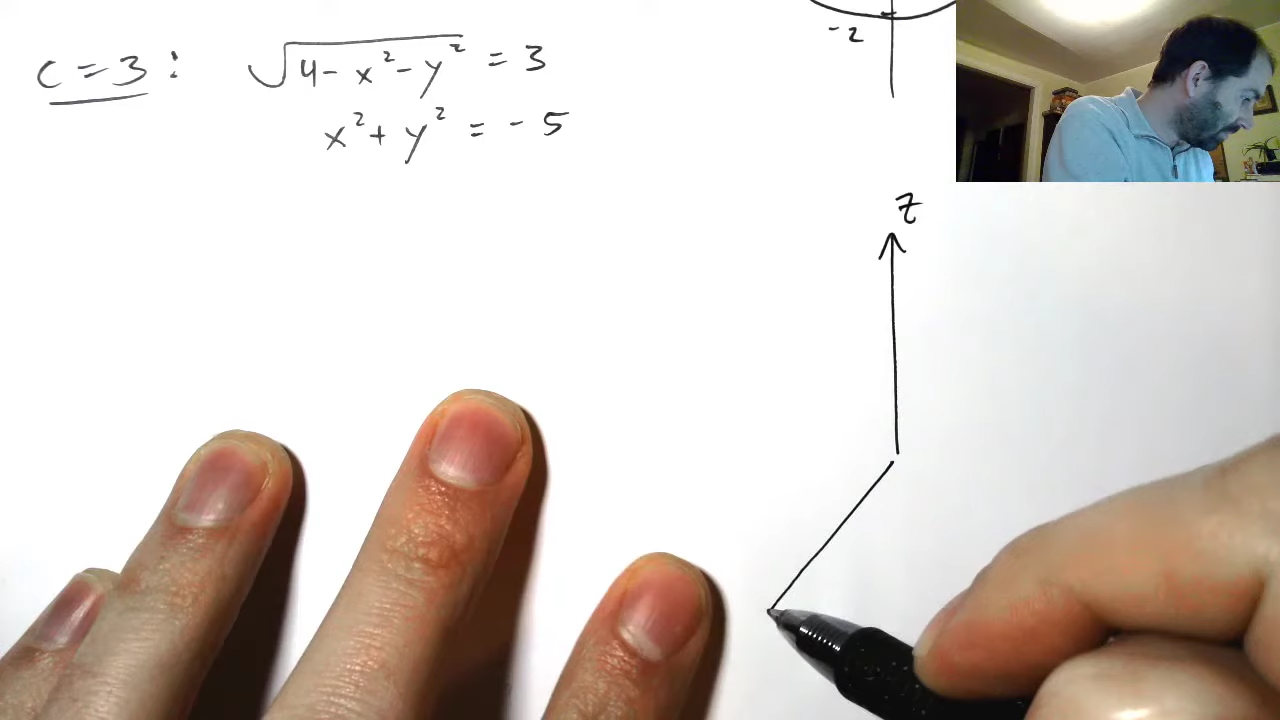 -2
c = 3 : √(4 - x² - y²) = 3
x² + y² = - 5
z